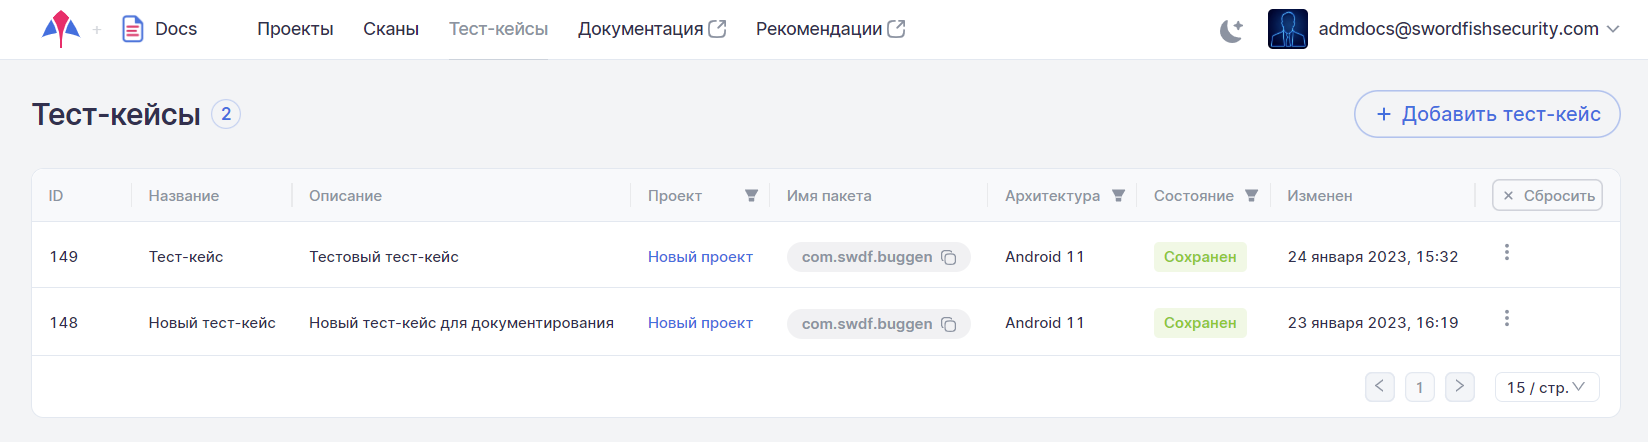 Docs Проекты Сканы Тест-кейсы Документация Рекомендации admdocs@swordfishsecurity.com
Тест-кейсы 2 + Добавить тест-кейс
ID Название Описание Проект Имя пакета Архитектура Состояние Изменен × Сбросить
149 Тест-кейс Тестовый тест-кейс Новый проект com.swdf.buggen Android 11 Сохранен 24 января 2023, 15:32
148 Новый тест-кейс Новый тест-кейс для документирования Новый проект com.swdf.buggen Android 11 Сохранен 23 января 2023, 16:19
< 1 > 15 / стр.